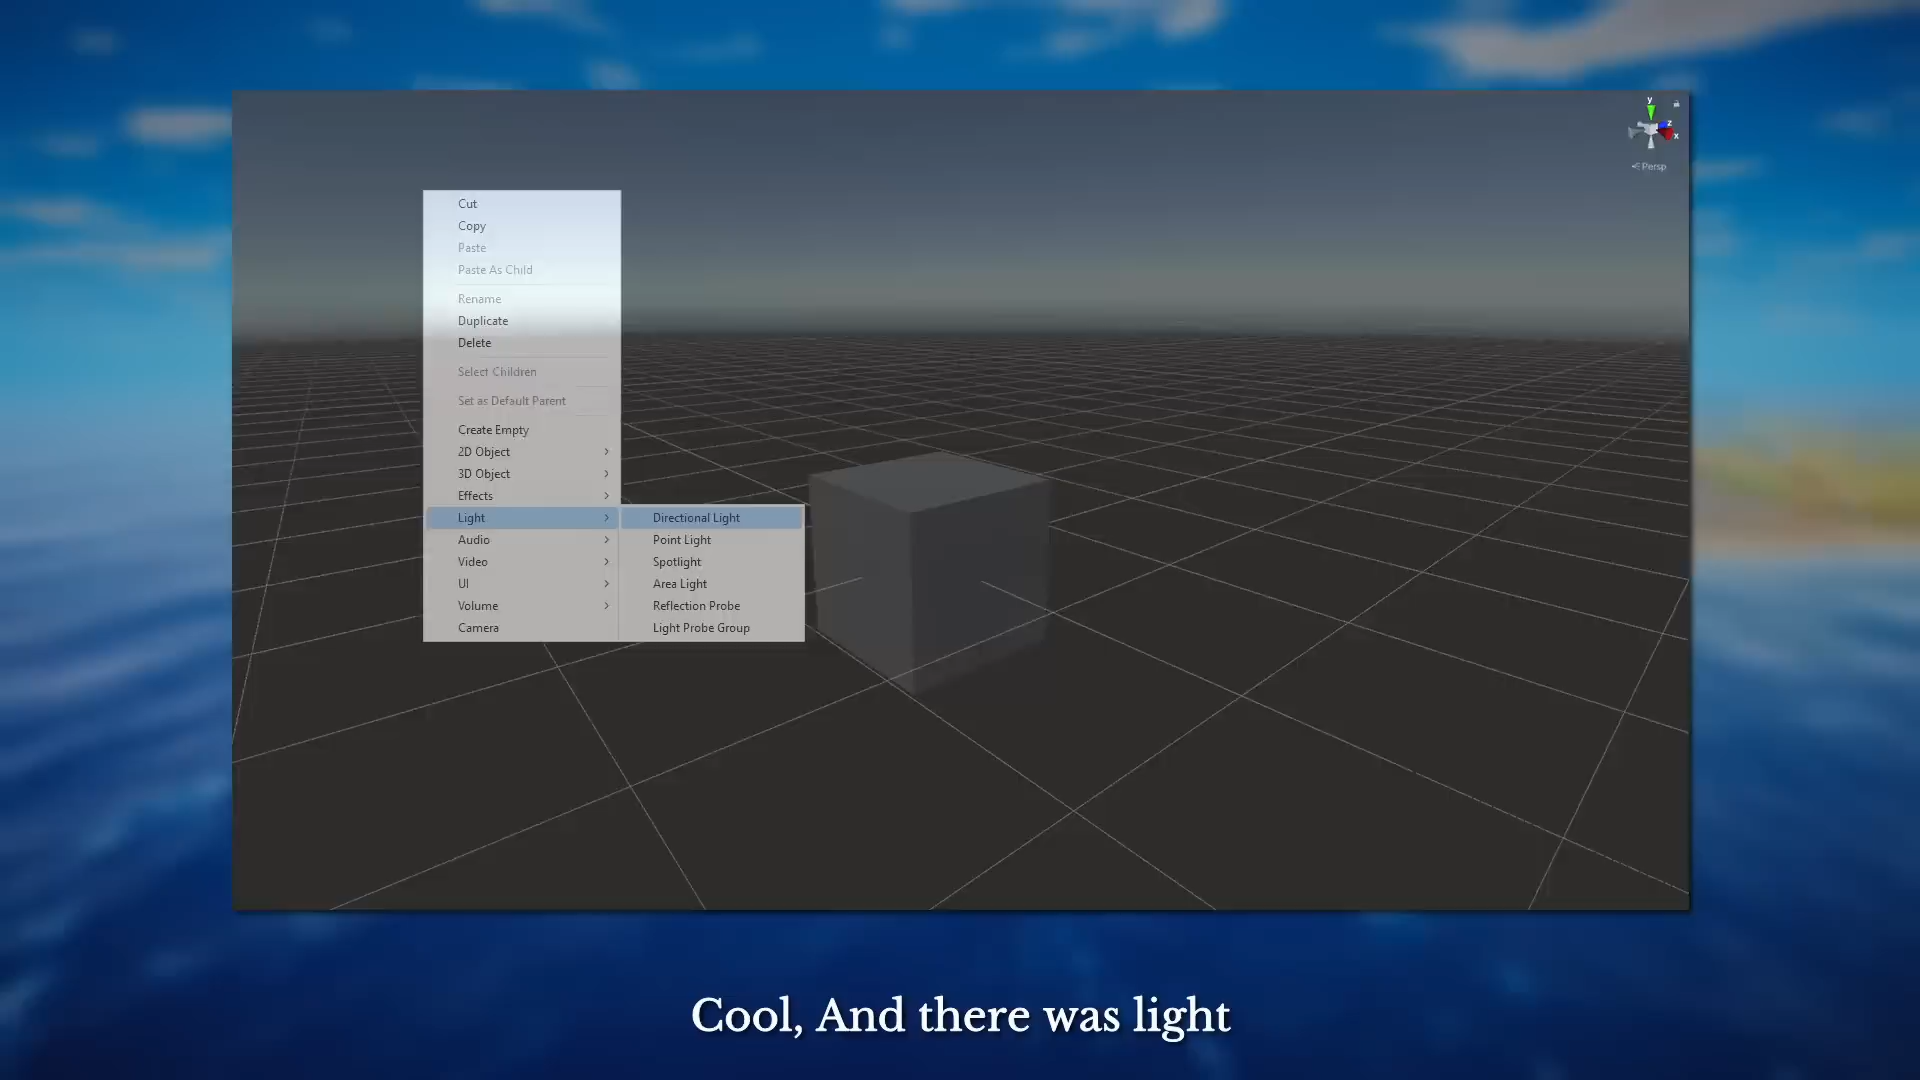 y
z
x
Persp
Cut
Copy
Paste
Paste As Child
Rename
Duplicate
Delete
Select Children
Set as Default Parent
Create Empty
2D Object
3D Object
Effects
Light
Audio
Video
UI
Volume
Camera
Directional Light
Point Light
Spotlight
Area Light
Reflection Probe
Light Probe Group
Cool, And there was light